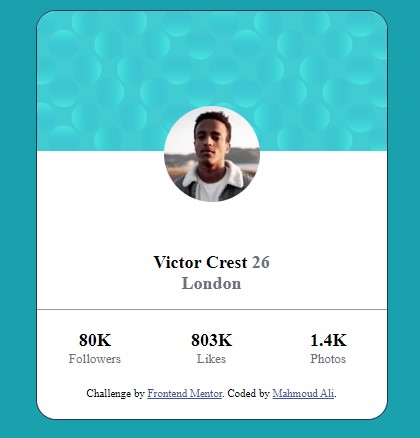 Victor Crest 26
London
80K 803K 1.4K
Followers Likes Photos
Challenge by Frontend Mentor. Coded by Mahmoud Ali.